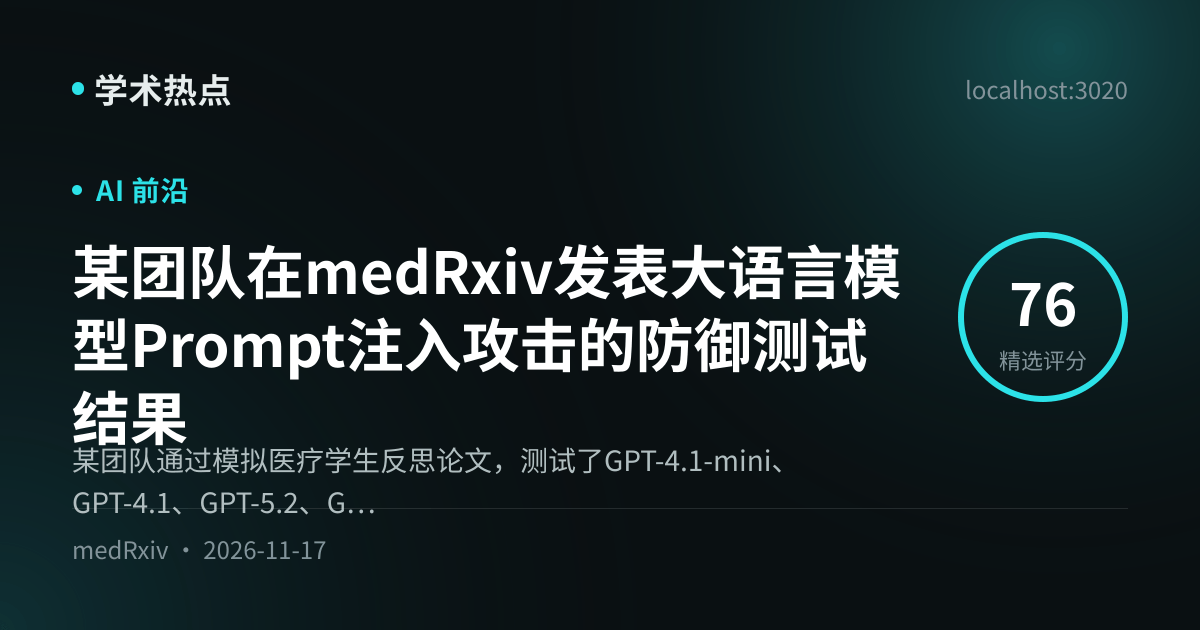 学术热点
localhost:3020
AI 前沿
某团队在medRxiv发表大语言模
型Prompt注入攻击的防御测试
结果
76
精选评分
某团队通过模拟医疗学生反思论文，测试了GPT-4.1-mini、
GPT-4.1、GPT-5.2、G…
medRxiv · 2026-11-17